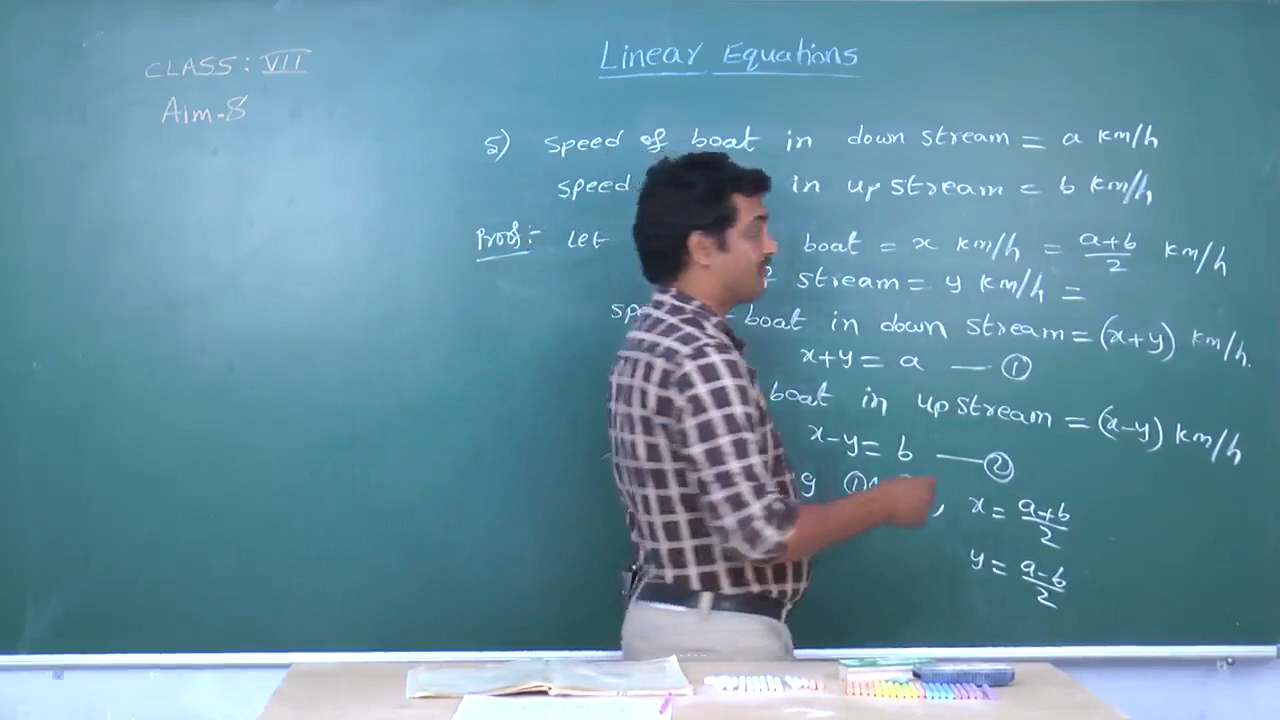 CLASS: VII
Aim-8
Linear Equations
5) Speed of boat in down stream = a km/h
speed in up stream = b km/h
Proof:- Let boat = x km/h = a+b/2 km/h
stream = y km/h =
boat in down stream = (x+y) km/h.
x+y = a — ①
boat in up stream = (x-y) km/h
x-y = b — ②
①, x = a+b/2
y = a-b/2